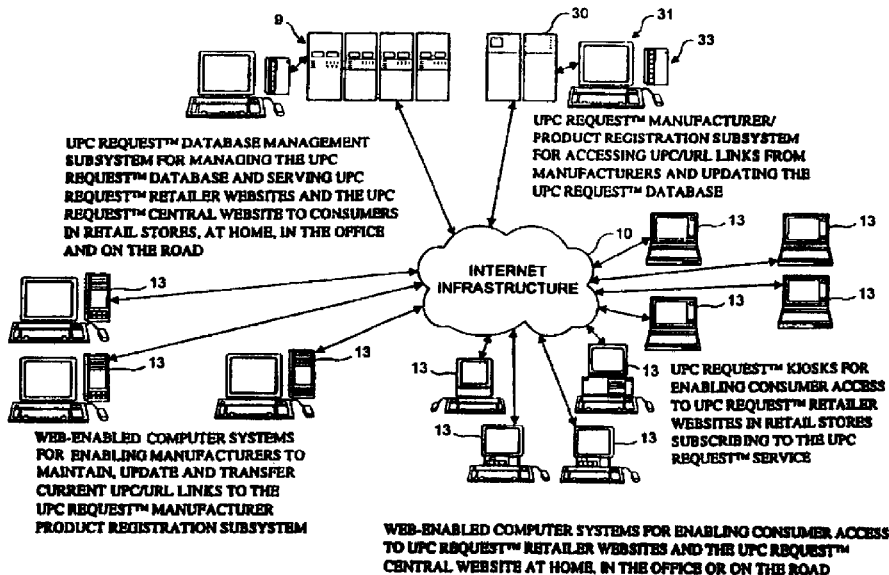 9
30
31
33
UPC REQUEST™ DATABASE MANAGEMENT
SUBSYSTEM FOR MANAGING THE UPC
REQUEST™ DATABASE AND SERVING UPC
REQUEST™ RETAILER WEBSITES AND THE UPC
REQUEST™ CENTRAL WEBSITE TO CONSUMERS
IN RETAIL STORES, AT HOME, IN THE OFFICE
AND ON THE ROAD
UPC REQUEST™ MANUFACTURER/
PRODUCT REGISTRATION SUBSYSTEM
FOR ACCESSING UPC/URL LINKS FROM
MANUFACTURERS AND UPDATING THE
UPC REQUEST™ DATABASE
10
INTERNET
INFRASTRUCTURE
13
13
13
13
13
13
13
13
13
13
13
WEB-ENABLED COMPUTER SYSTEMS
FOR ENABLING MANUFACTURERS TO
MAINTAIN, UPDATE AND TRANSFER
CURRENT UPC/URL LINKS TO THE
UPC REQUEST™ MANUFACTURER
PRODUCT REGISTRATION SUBSYSTEM
UPC REQUEST™ KIOSKS FOR
ENABLING CONSUMER ACCESS
TO UPC REQUEST™ RETAILER
WEBSITES IN RETAIL STORES
SUBSCRIBING TO THE UPC
REQUEST™ SERVICE
WEB-ENABLED COMPUTER SYSTEMS FOR ENABLING CONSUMER ACCESS
TO UPC REQUEST™ RETAILER WEBSITES AND THE UPC REQUEST™
CENTRAL WEBSITE AT HOME, IN THE OFFICE OR ON THE ROAD